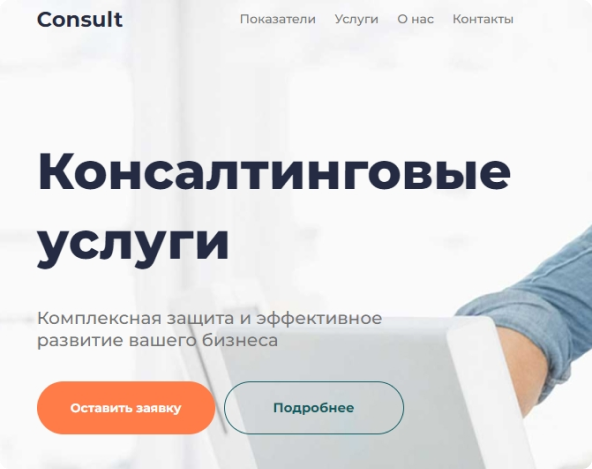 Consult Показатели Услуги О нас Контакты
Консалтинговые
услуги
Комплексная защита и эффективное
развитие вашего бизнеса
Оставить заявку Подробнее